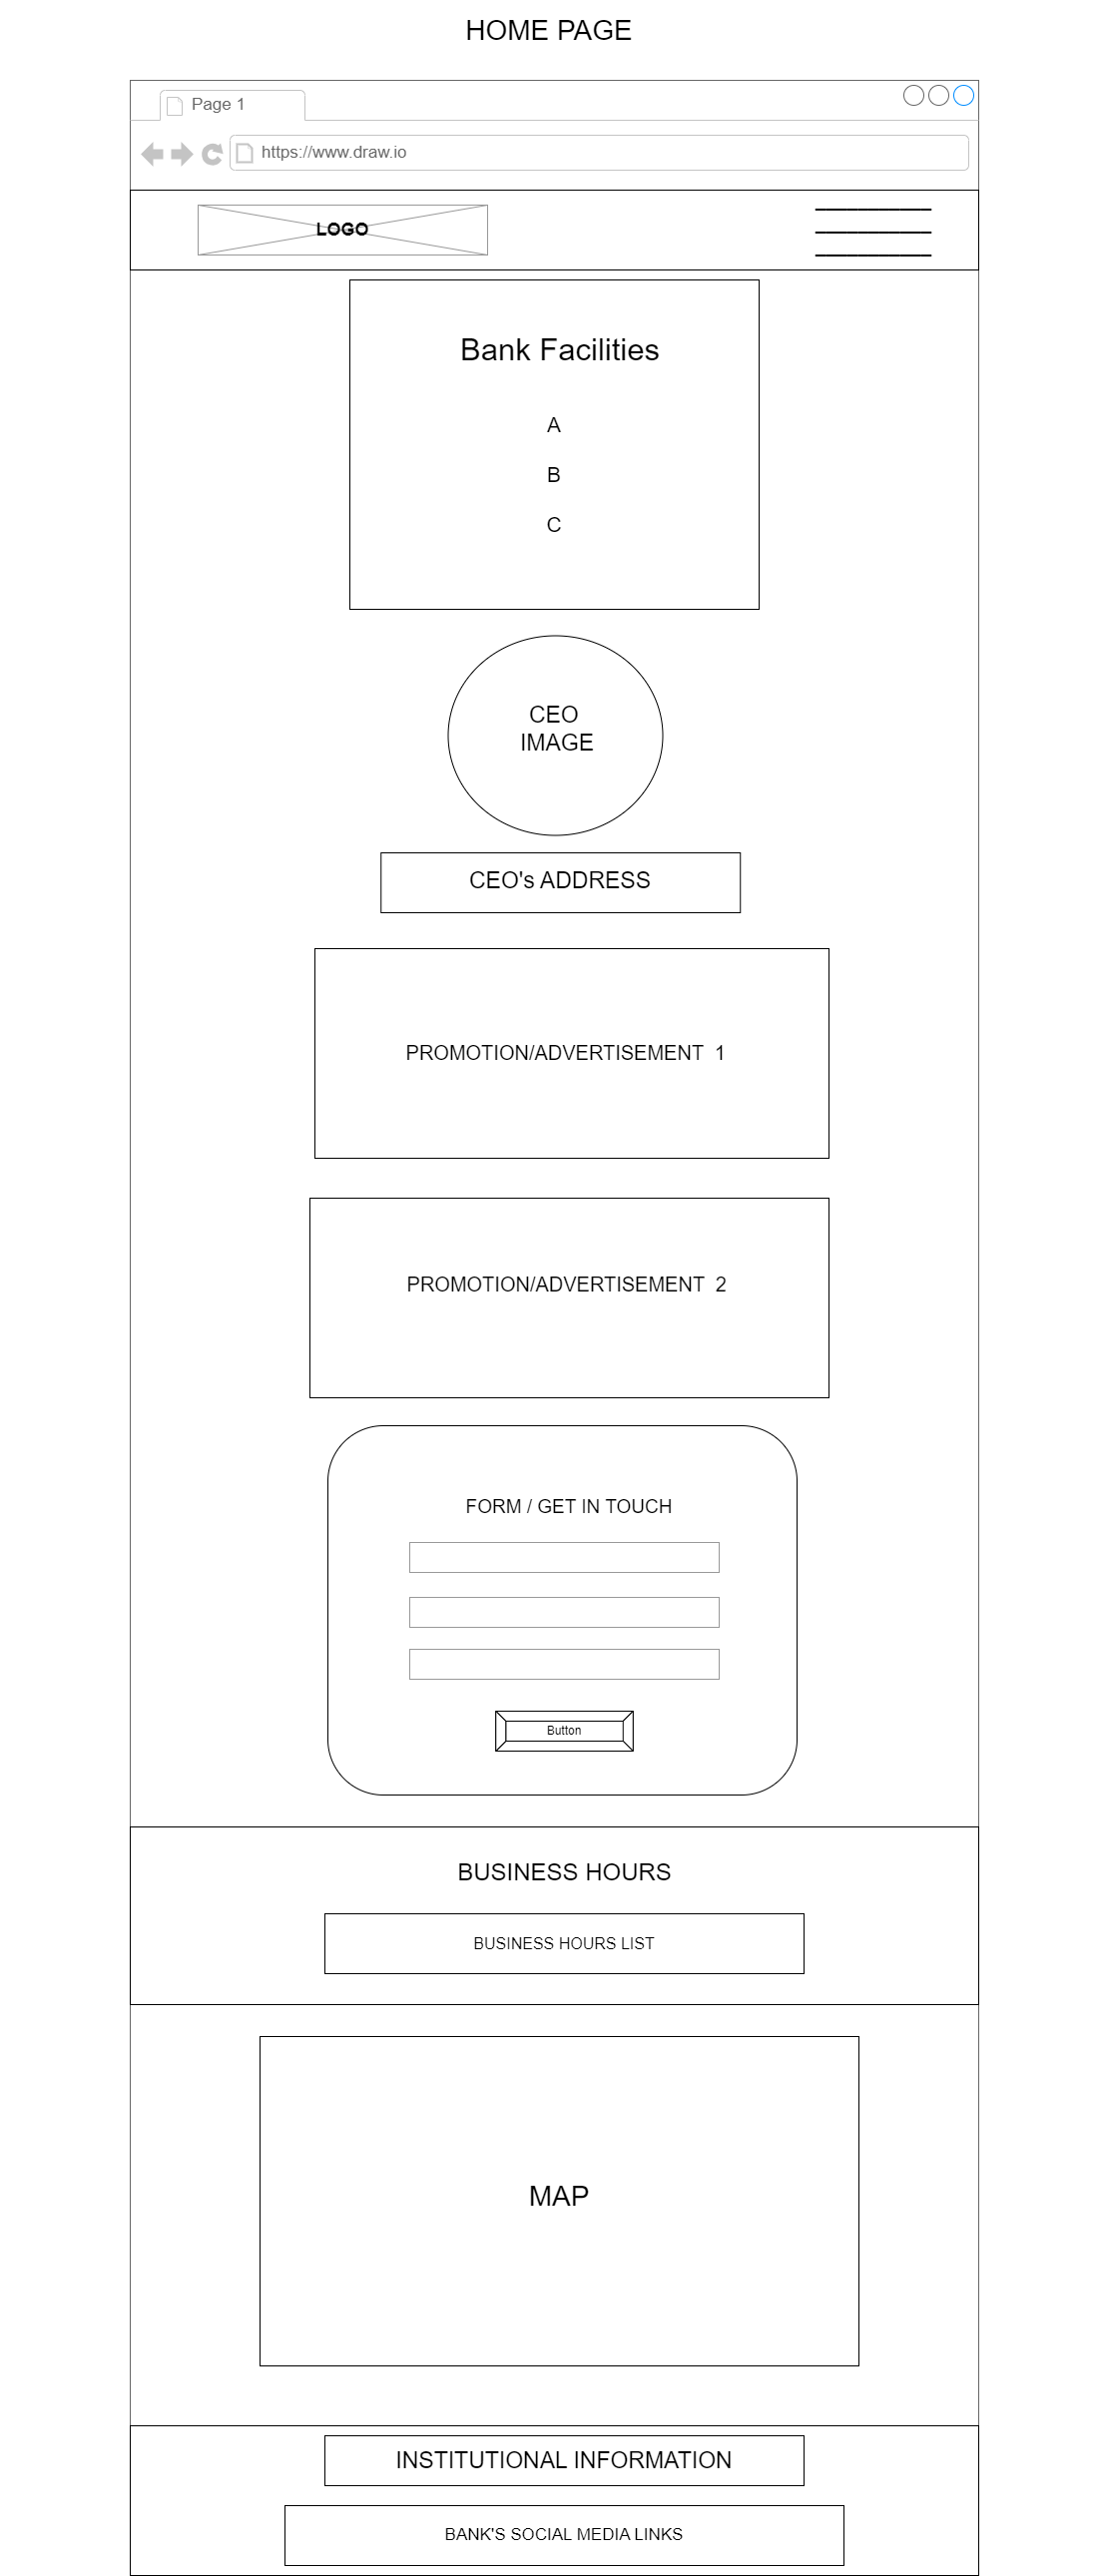 HOME PAGE
Page 1
https://www.draw.io
LOGO
Bank Facilities
A
B
C
CEO
IMAGE
CEO's ADDRESS
PROMOTION/ADVERTISEMENT  1
PROMOTION/ADVERTISEMENT  2
FORM / GET IN TOUCH
Button
BUSINESS HOURS
BUSINESS HOURS LIST
MAP
INSTITUTIONAL INFORMATION
BANK'S SOCIAL MEDIA LINKS